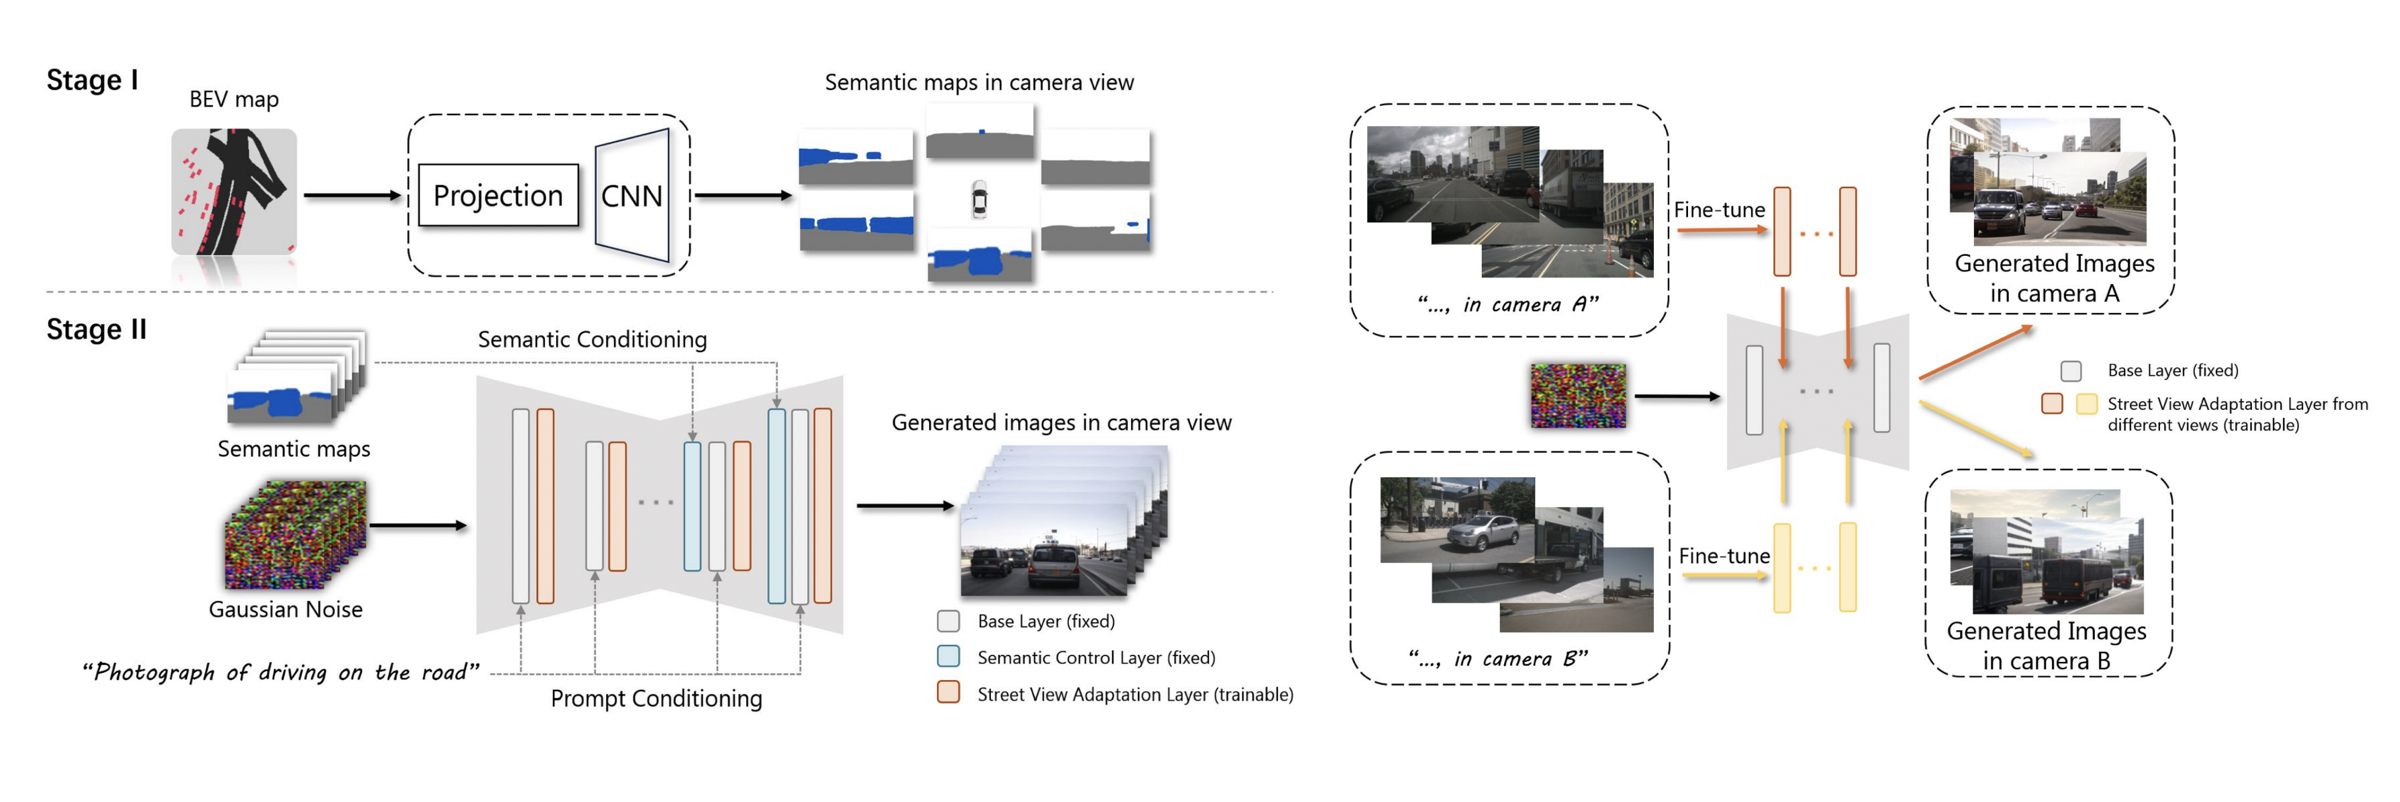 Stage I
BEV map
Projection
CNN
Semantic maps in camera view
Stage II
Semantic Conditioning
Semantic maps
Gaussian Noise
“Photograph of driving on the road”
Prompt Conditioning
Generated images in camera view
Base Layer (fixed)
Semantic Control Layer (fixed)
Street View Adaptation Layer (trainable)
“..., in camera A”
Fine-tune
Generated Images
in camera A
Base Layer (fixed)
Street View Adaptation Layer from
different views (trainable)
“..., in camera B”
Fine-tune
Generated Images
in camera B